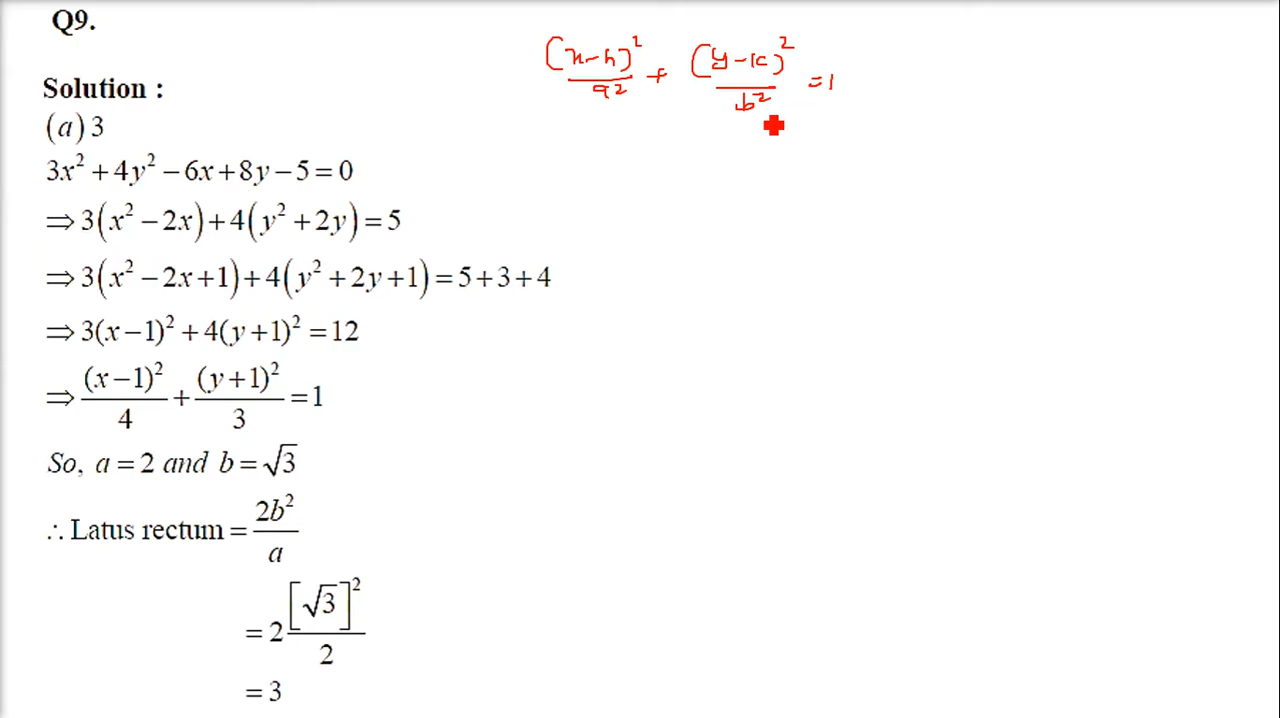 Q9.
(x-h)²/a² + (y-k)²/b² = 1
Solution :
(a) 3
3x² + 4y² − 6x + 8y − 5 = 0
⇒ 3(x² − 2x) + 4(y² + 2y) = 5
⇒ 3(x² − 2x + 1) + 4(y² + 2y + 1) = 5 + 3 + 4
⇒ 3(x − 1)² + 4(y + 1)² = 12
⇒ (x − 1)²/4 + (y + 1)²/3 = 1
So, a = 2 and b = √3
∴ Latus rectum = 2b²/a
= 2 [√3]²/2
= 3